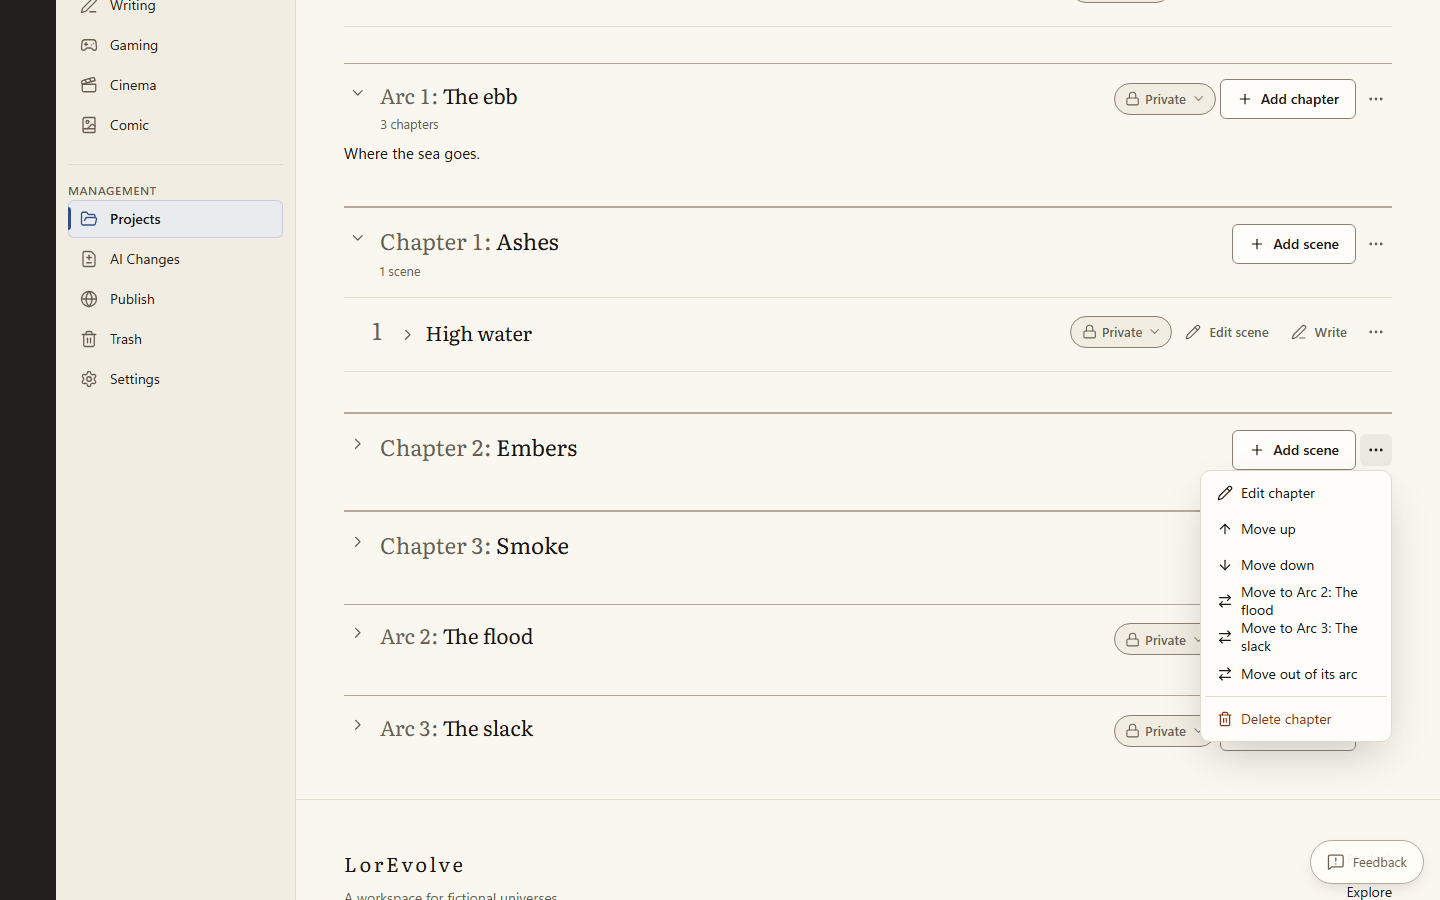 Writing
Gaming
Cinema
Comic
MANAGEMENT
Projects
AI Changes
Publish
Trash
Settings
Arc 1: The ebb
3 chapters
Private
Add chapter
Where the sea goes.
Chapter 1: Ashes
1 scene
Add scene
1
High water
Private
Edit scene
Write
Chapter 2: Embers
Add scene
Edit chapter
Move up
Move down
Move to Arc 2: The
flood
Move to Arc 3: The
slack
Move out of its arc
Delete chapter
Chapter 3: Smoke
Arc 2: The flood
Private
Arc 3: The slack
Private
LorEvolve
A workspace for fictional universes
Feedback
Explore